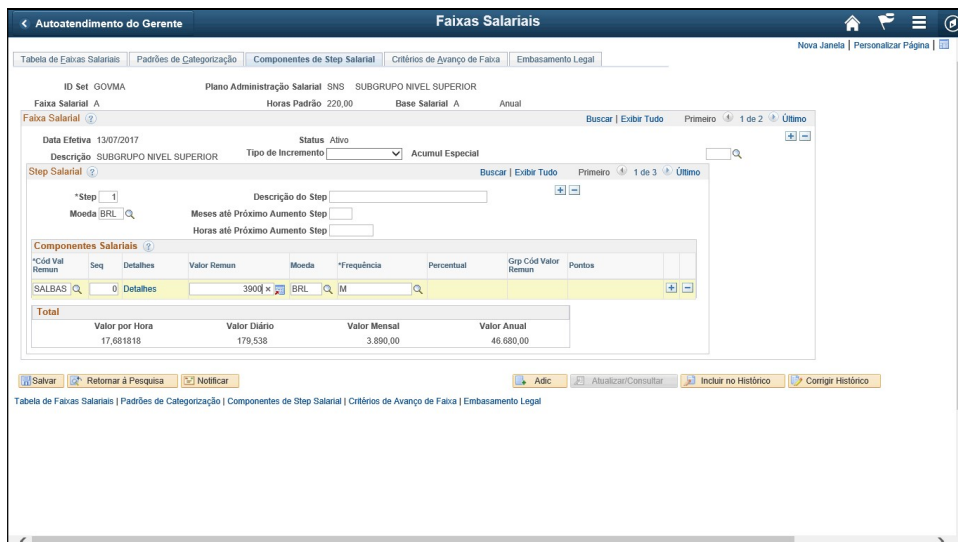 Autoatendimento do Gerente
Faixas Salariais
Nova Janela | Personalizar Página |
Tabela de Faixas Salariais Padrões de Categorização Componentes de Step Salarial Critérios de Avanço de Faixa Embasamento Legal
ID Set GOVMA Plano Administração Salarial SNS SUBGRUPO NIVEL SUPERIOR
Faixa Salarial A Horas Padrão 220,00 Base Salarial A Anual
Faixa Salarial Buscar | Exibir Tudo Primeiro 1 de 2 Último
Data Efetiva 13/07/2017 Status Ativo
Descrição SUBGRUPO NIVEL SUPERIOR Tipo de Incremento Acumul Especial
Step Salarial Buscar | Exibir Tudo Primeiro 1 de 3 Último
*Step 1 Descrição do Step
Moeda BRL Meses até Próximo Aumento Step
Horas até Próximo Aumento Step
Componentes Salariais
*Cód Val Remun Seq Detalhes Valor Remun Moeda *Frequência Percentual Grp Cód Valor Remun Pontos
SALBAS 0 Detalhes 3900 BRL M
Total
Valor por Hora Valor Diário Valor Mensal Valor Anual
17,681818 179,538 3.890,00 46.680,00
Salvar Retornar à Pesquisa Notificar Adic Atualizar/Consultar Incluir no Histórico Corrigir Histórico
Tabela de Faixas Salariais | Padrões de Categorização | Componentes de Step Salarial | Critérios de Avanço de Faixa | Embasamento Legal